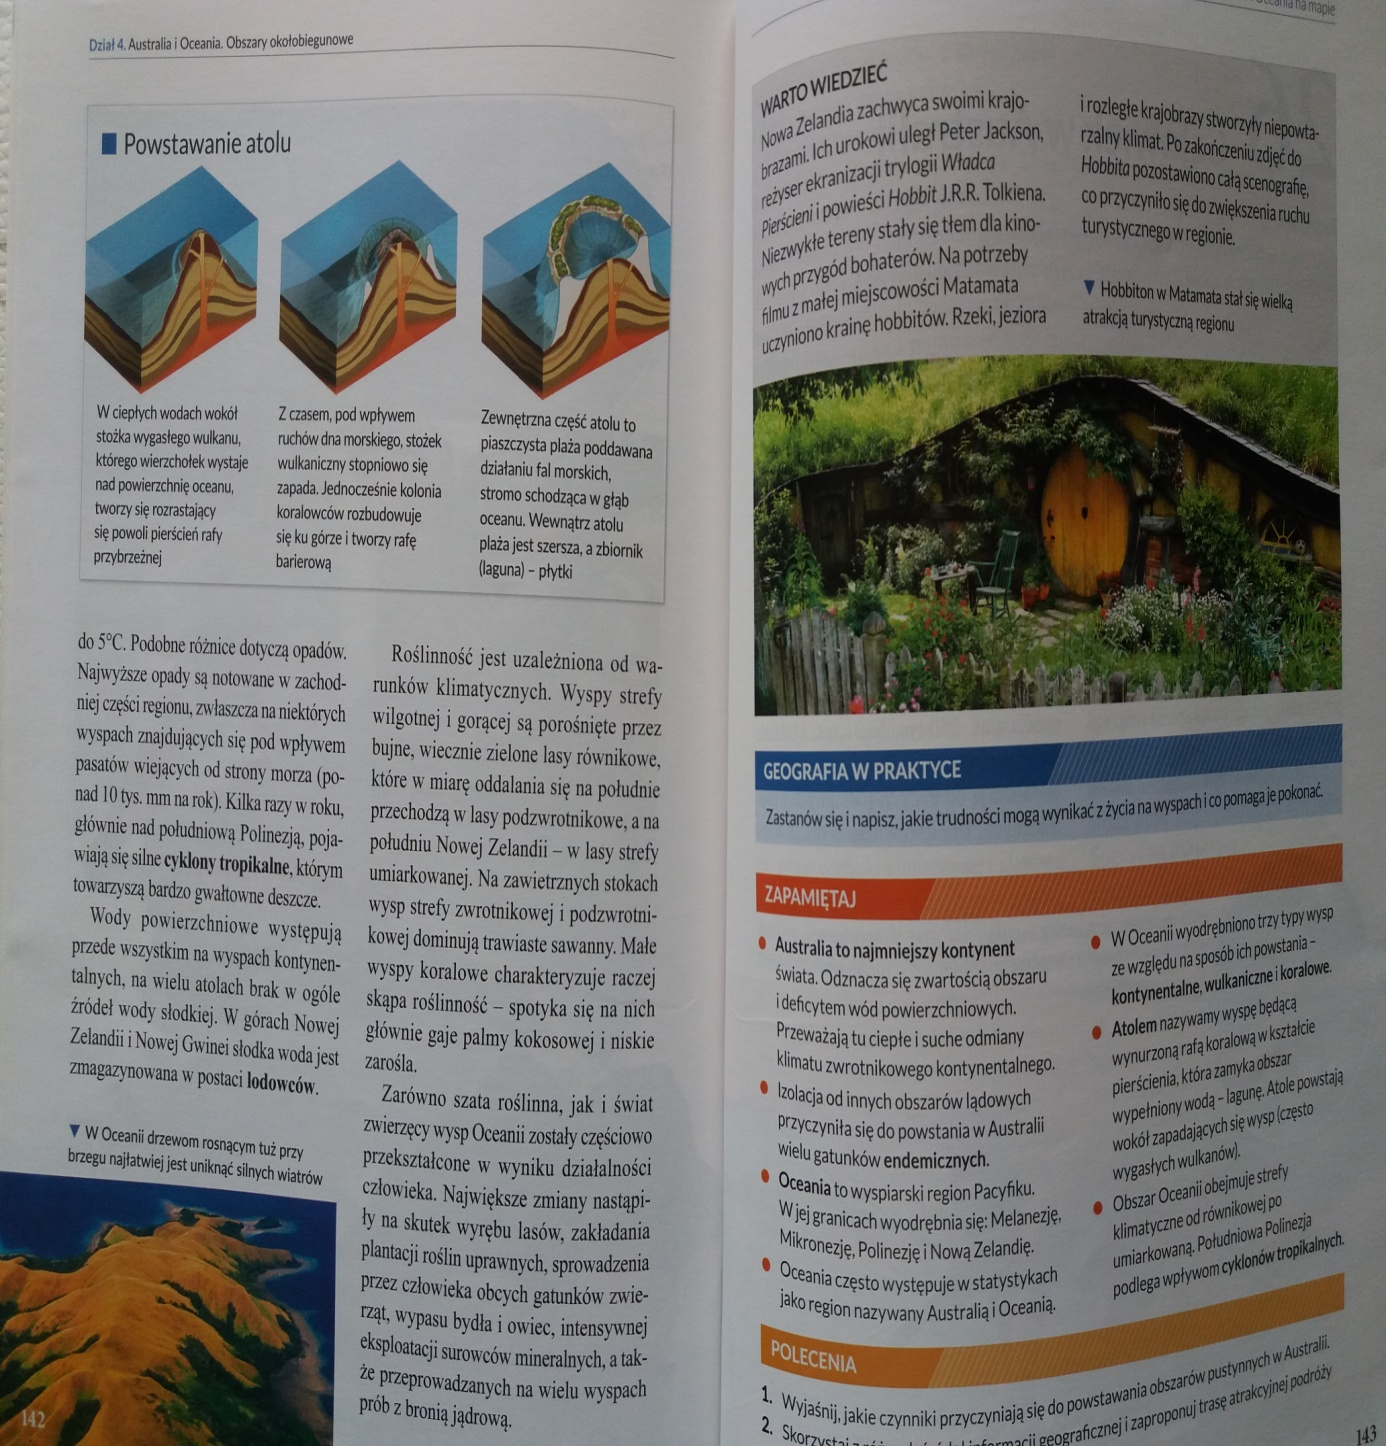 Dział 4. Australia i Oceania. Obszary okołobiegunowe
Powstawanie atolu
W ciepłych wodach wokół
stożka wygasłego wulkanu,
którego wierzchołek wystaje
nad powierzchnię oceanu,
tworzy się rozrastający
się powoli pierścień rafy
przybrzeżnej
Z czasem, pod wpływem
ruchów dna morskiego, stożek
wulkaniczny stopniowo się
zapada. Jednocześnie kolonia
koralowców rozbudowuje
się ku górze i tworzy rafę
barierową
Zewnętrzna część atolu to
piaszczysta plaża poddawana
działaniu fal morskich,
stromo schodząca w głąb
oceanu. Wewnątrz atolu
plaża jest szersza, a zbiornik
(laguna) – płytki
do 5°C. Podobne różnice dotyczą opadów.
Najwyższe opady są notowane w zachod-
niej części regionu, zwłaszcza na niektórych
wyspach znajdujących się pod wpływem
pasatów wiejących od strony morza (po-
nad 10 tys. mm na rok). Kilka razy w roku,
głównie nad południową Polinezją, poja-
wiają się silne cyklony tropikalne, którym
towarzyszą bardzo gwałtowne deszcze.
Wody powierzchniowe występują
przede wszystkim na wyspach kontynen-
talnych, na wielu atolach brak w ogóle
źródeł wody słodkiej. W górach Nowej
Zelandii i Nowej Gwinei słodka woda jest
zmagazynowana w postaci lodowców.
W Oceanii drzewom rosnącym tuż przy
brzegu najłatwiej jest uniknąć silnych wiatrów
142
Roślinność jest uzależniona od wa-
runków klimatycznych. Wyspy strefy
wilgotnej i gorącej są porośnięte przez
bujne, wiecznie zielone lasy równikowe,
które w miarę oddalania się na południe
przechodzą w lasy podzwrotnikowe, a na
południu Nowej Zelandii – w lasy strefy
umiarkowanej. Na zawietrznych stokach
wysp strefy zwrotnikowej i podzwrotni-
kowej dominują trawiaste sawanny. Małe
wyspy koralowe charakteryzuje raczej
skąpa roślinność – spotyka się na nich
głównie gaje palmy kokosowej i niskie
zarośla.
Zarówno szata roślinna, jak i świat
zwierzęcy wysp Oceanii zostały częściowo
przekształcone w wyniku działalności
człowieka. Największe zmiany nastąpi-
ły na skutek wyrębu lasów, zakładania
plantacji roślin uprawnych, sprowadzenia
przez człowieka obcych gatunków zwie-
rząt, wypasu bydła i owiec, intensywnej
eksploatacji surowców mineralnych, a tak-
że przeprowadzanych na wielu wyspach
prób z bronią jądrową.
Oceania na mapie
WARTO WIEDZIEĆ
Nowa Zelandia zachwyca swoimi krajo-
brazami. Ich urokowi uległ Peter Jackson,
reżyser ekranizacji trylogii Władca
Pierścieni i powieści Hobbit J.R.R. Tolkiena.
Niezwykłe tereny stały się tłem dla kino-
wych przygód bohaterów. Na potrzeby
filmu z małej miejscowości Matamata
uczyniono krainę hobbitów. Rzeki, jeziora
i rozległe krajobrazy stworzyły niepowta-
rzalny klimat. Po zakończeniu zdjęć do
Hobbita pozostawiono całą scenografię,
co przyczyniło się do zwiększenia ruchu
turystycznego w regionie.
Hobbiton w Matamata stał się wielką
atrakcją turystyczną regionu
GEOGRAFIA W PRAKTYCE
Zastanów się i napisz, jakie trudności mogą wynikać z życia na wyspach i co pomaga je pokonać.
ZAPAMIĘTAJ
Australia to najmniejszy kontynent
świata. Odznacza się zwartością obszaru
i deficytem wód powierzchniowych.
Przeważają tu ciepłe i suche odmiany
klimatu zwrotnikowego kontynentalnego.
Izolacja od innych obszarów lądowych
przyczyniła się do powstania w Australii
wielu gatunków endemicznych.
Oceania to wyspiarski region Pacyfiku.
W jej granicach wyodrębnia się: Melanezję,
Mikronezję, Polinezję i Nową Zelandię.
Oceania często występuje w statystykach
jako region nazywany Australią i Oceanią.
W Oceanii wyodrębniono trzy typy wysp
ze względu na sposób ich powstania –
kontynentalne, wulkaniczne i koralowe.
Atolem nazywamy wyspę będącą
wynurzoną rafą koralową w kształcie
pierścienia, która zamyka obszar
wypełniony wodą – lagunę. Atole powstają
wokół zapadających się wysp (często
wygasłych wulkanów).
Obszar Oceanii obejmuje strefy
klimatyczne od równikowej po
umiarkowaną. Południowa Polinezja
podlega wpływom cyklonów tropikalnych.
POLECENIA
1. Wyjaśnij, jakie czynniki przyczyniają się do powstawania obszarów pustynnych w Australii.
2. Skorzystaj z informacji geograficznej i zaproponuj trasę atrakcyjnej podróży
143